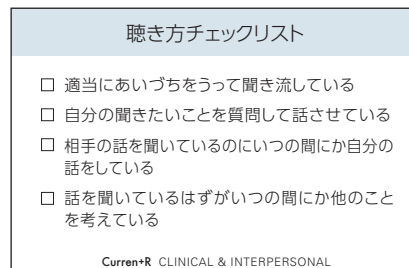 聴き方チェックリスト
□ 適当にあいづちをうって聞き流している
□ 自分の聞きたいことを質問して話させている
□ 相手の話を聞いているのにいつの間にか自分の
話をしている
□ 話を聞いているはずがいつの間にか他のこと
を考えている
Curren+R CLINICAL & INTERPERSONAL